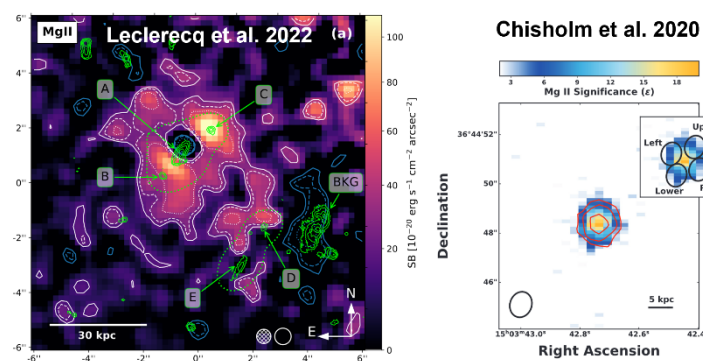 MgII
Leclerecq et al. 2022
(a)
A
B
C
BKG
D
E
30 kpc
N
E
6"
4"
2"
0"
-2"
-4"
-6"
-6"
-4"
-2"
0"
2"
4"
6"
100
80
60
40
20
0
SB [10⁻²⁰ erg s⁻¹ cm⁻² arcsec⁻²]
Chisholm et al. 2020
3 6 9 12 15 18
Mg II Significance (ε)
36°44'52"
50"
48"
46"
Declination
Left
Up
Lower
5 kpc
15ʰ03ᵐ43.0ˢ 42.8ˢ 42.6ˢ
Right Ascension